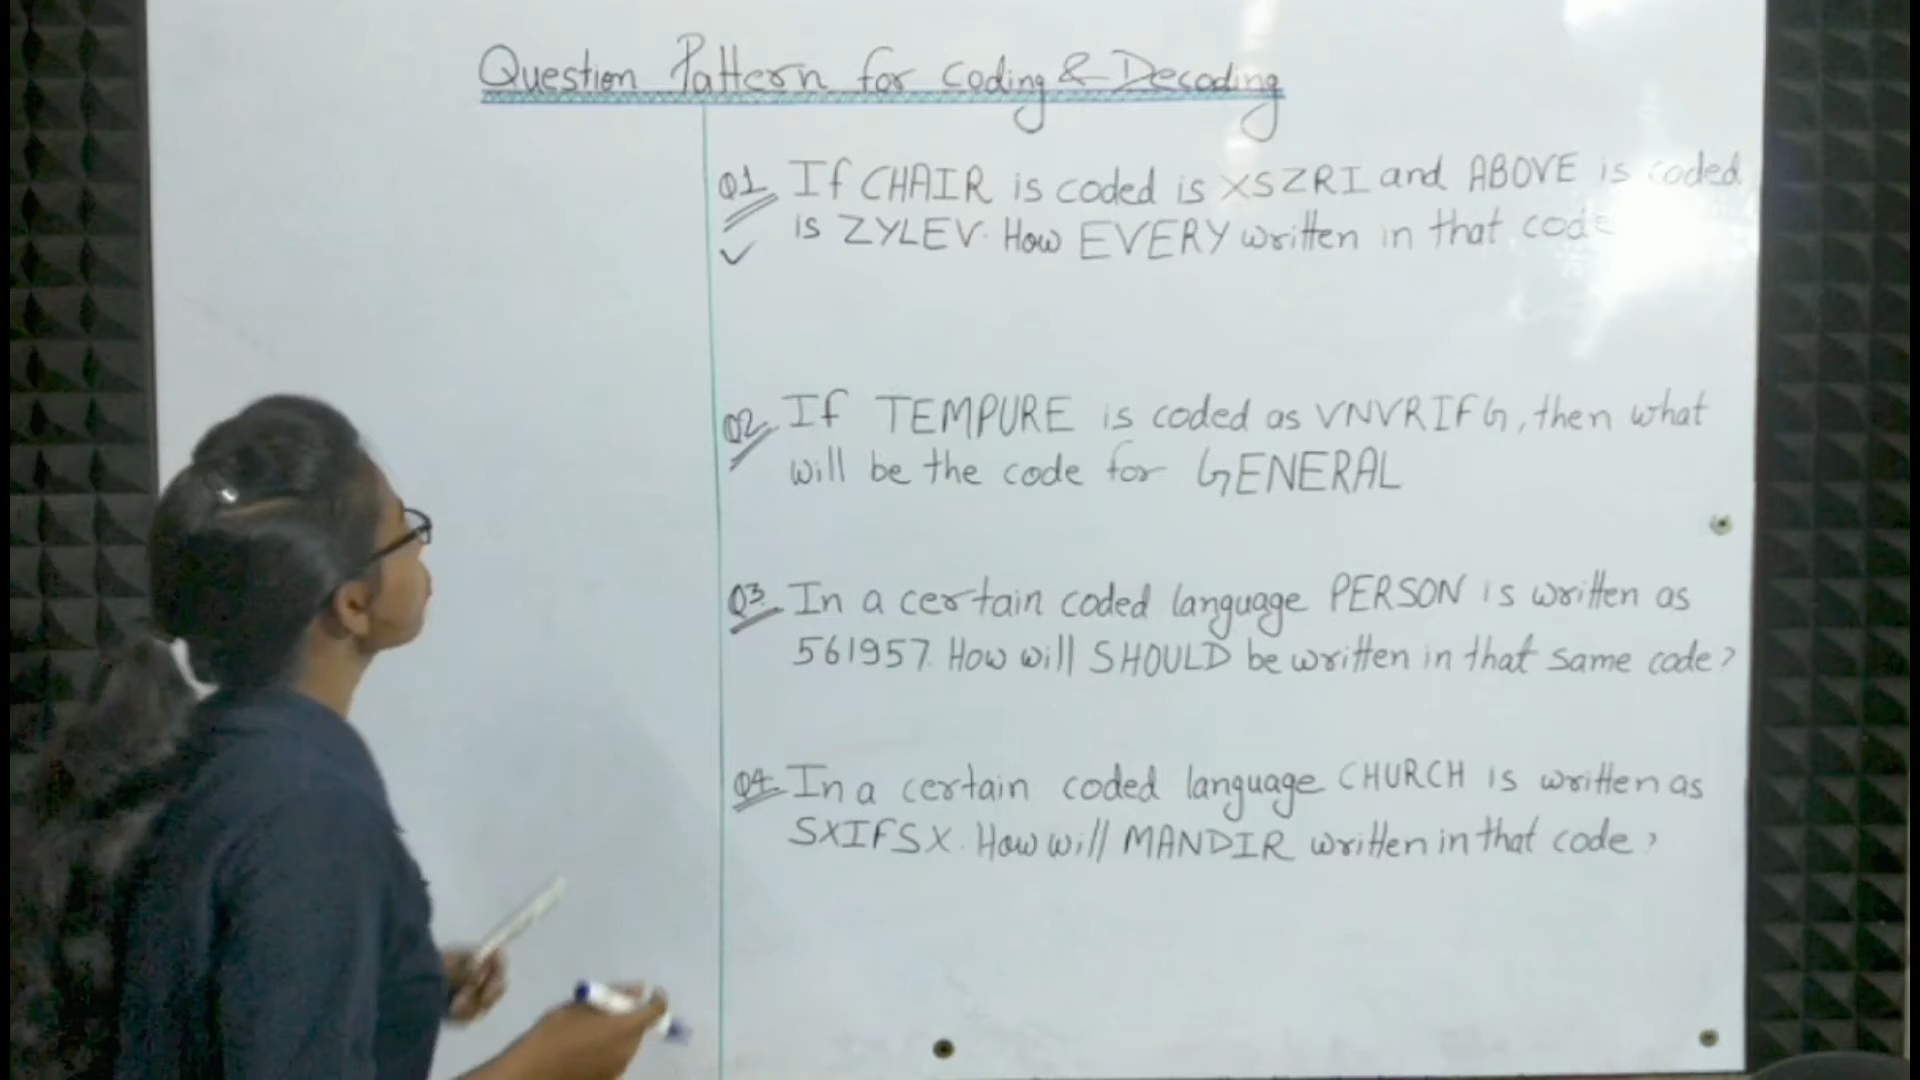 Question Pattern for Coding & Decoding
Q1 If CHAIR is coded is XSZRI and ABOVE is coded
is ZYLEV. How EVERY written in that code
Q2. If TEMPURE is coded as VNVRIFG, then what
will be the code for GENERAL
Q3. In a certain coded language PERSON is written as
561957. How will SHOULD be written in that same code?
Q4. In a certain coded language CHURCH is written as
SXIFSX. How will MANDIR written in that code?